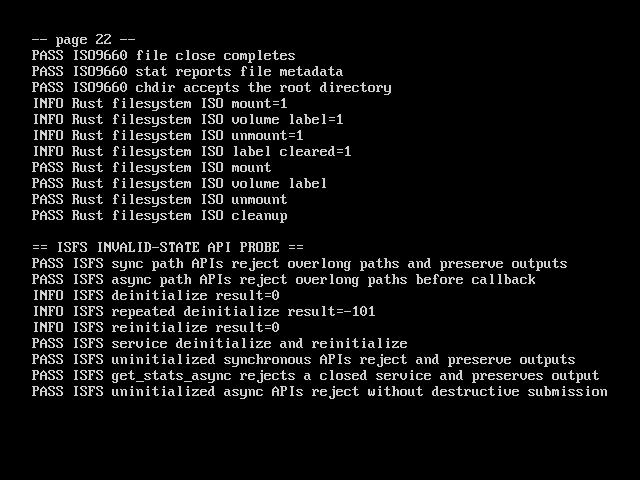 -- page 22 --
PASS ISO9660 file close completes
PASS ISO9660 stat reports file metadata
PASS ISO9660 chdir accepts the root directory
INFO Rust filesystem ISO mount=1
INFO Rust filesystem ISO volume label=1
INFO Rust filesystem ISO unmount=1
INFO Rust filesystem ISO label cleared=1
PASS Rust filesystem ISO mount
PASS Rust filesystem ISO volume label
PASS Rust filesystem ISO unmount
PASS Rust filesystem ISO cleanup
== ISFS INVALID-STATE API PROBE ==
PASS ISFS sync path APIs reject overlong paths and preserve outputs
PASS ISFS async path APIs reject overlong paths before callback
INFO ISFS deinitialize result=0
INFO ISFS repeated deinitialize result=-101
INFO ISFS reinitialize result=0
PASS ISFS service deinitialize and reinitialize
PASS ISFS uninitialized synchronous APIs reject and preserve outputs
PASS ISFS get_stats_async rejects a closed service and preserves output
PASS ISFS uninitialized async APIs reject without destructive submission